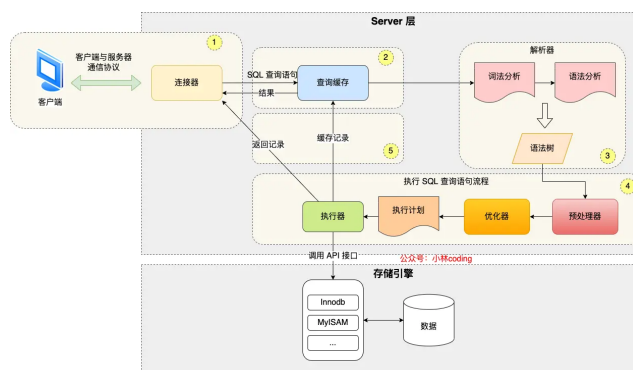 Server 层
1
客户端与服务器
通信协议
客户端
连接器
SQL 查询语句
结果
2
查询缓存
解析器
词法分析
语法分析
语法树
3
返回记录
缓存记录
5
执行 SQL 查询语句流程
4
执行器
执行计划
优化器
预处理器
调用 API 接口
公众号：小林coding
存储引擎
Innodb
MyISAM
...
数据